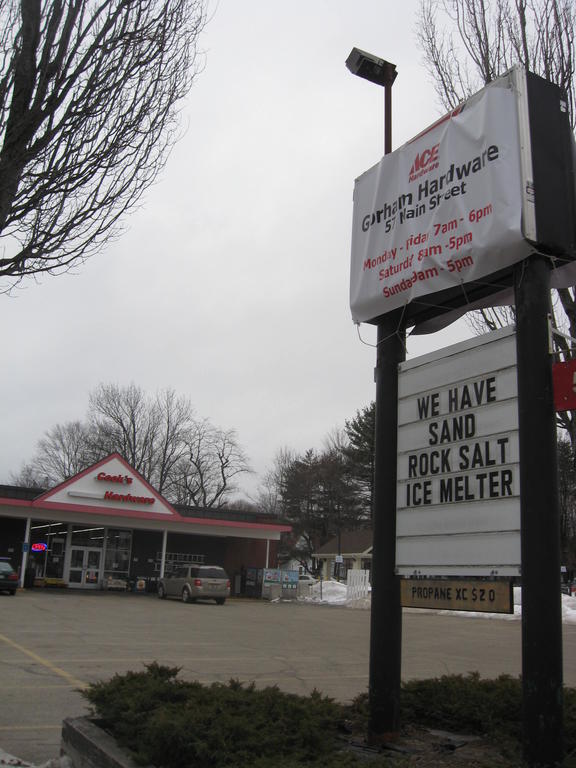 ACE
Hardware
Gorham Hardware
57 Main Street
Monday - Friday 7am - 6pm
Saturday 8am - 5pm
Sunday 9am - 5pm
WE HAVE
SAND
ROCK SALT
ICE MELTER
PROPANE XC $20
Cook's
Hardware